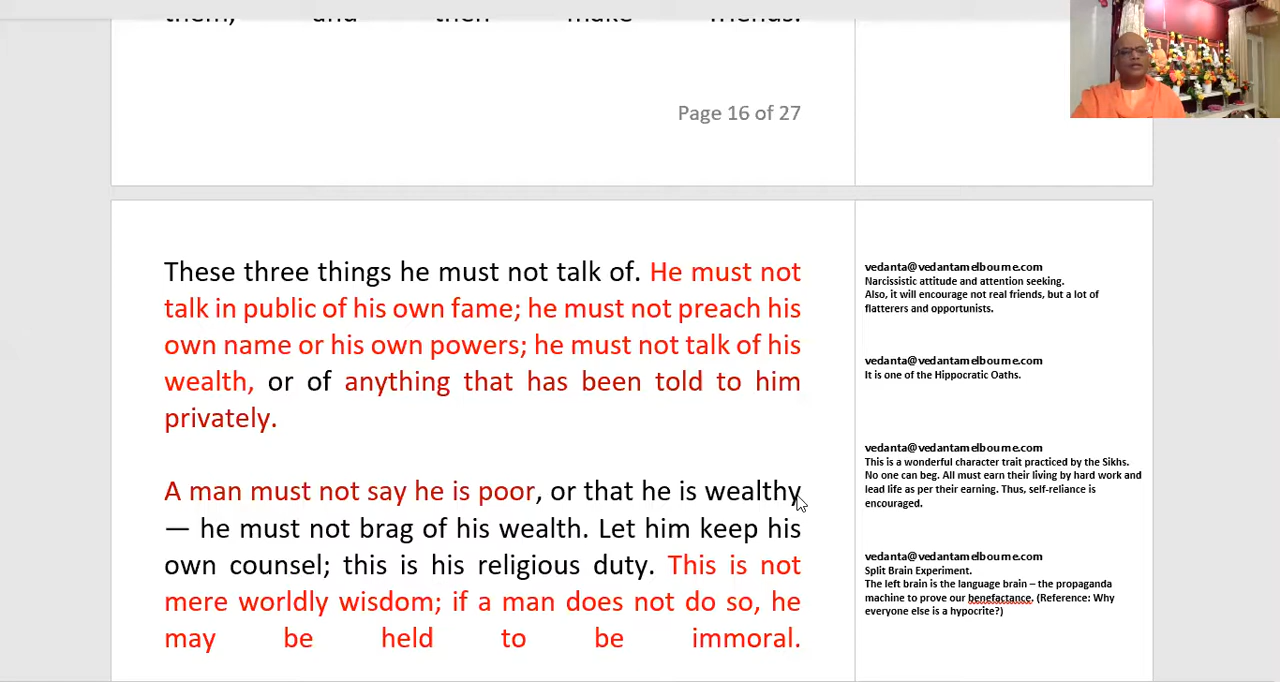 them, and then make friends.
Page 16 of 27
These three things he must not talk of. He must not
talk in public of his own fame; he must not preach his
own name or his own powers; he must not talk of his
wealth, or of anything that has been told to him
privately.
A man must not say he is poor, or that he is wealthy
— he must not brag of his wealth. Let him keep his
own counsel; this is his religious duty. This is not
mere worldly wisdom; if a man does not do so, he
may be held to be immoral.
vedanta@vedantamelbourne.com
Narcissistic attitude and attention seeking.
Also, it will encourage not real friends, but a lot of
flatterers and opportunists.
vedanta@vedantamelbourne.com
It is one of the Hippocratic Oaths.
vedanta@vedantamelbourne.com
This is a wonderful character trait practiced by the Sikhs.
No one can beg. All must earn their living by hard work and
lead life as per their earning. Thus, self-reliance is
encouraged.
vedanta@vedantamelbourne.com
Split Brain Experiment.
The left brain is the language brain – the propaganda
machine to prove our benefactance. (Reference: Why
everyone else is a hypocrite?)